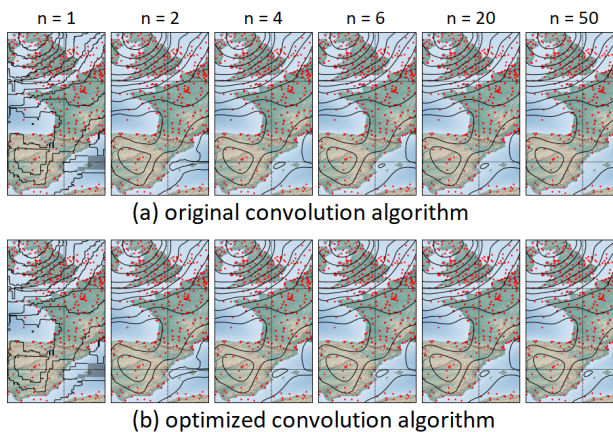 n = 1 n = 2 n = 4 n = 6 n = 20 n = 50
(a) original convolution algorithm
(b) optimized convolution algorithm